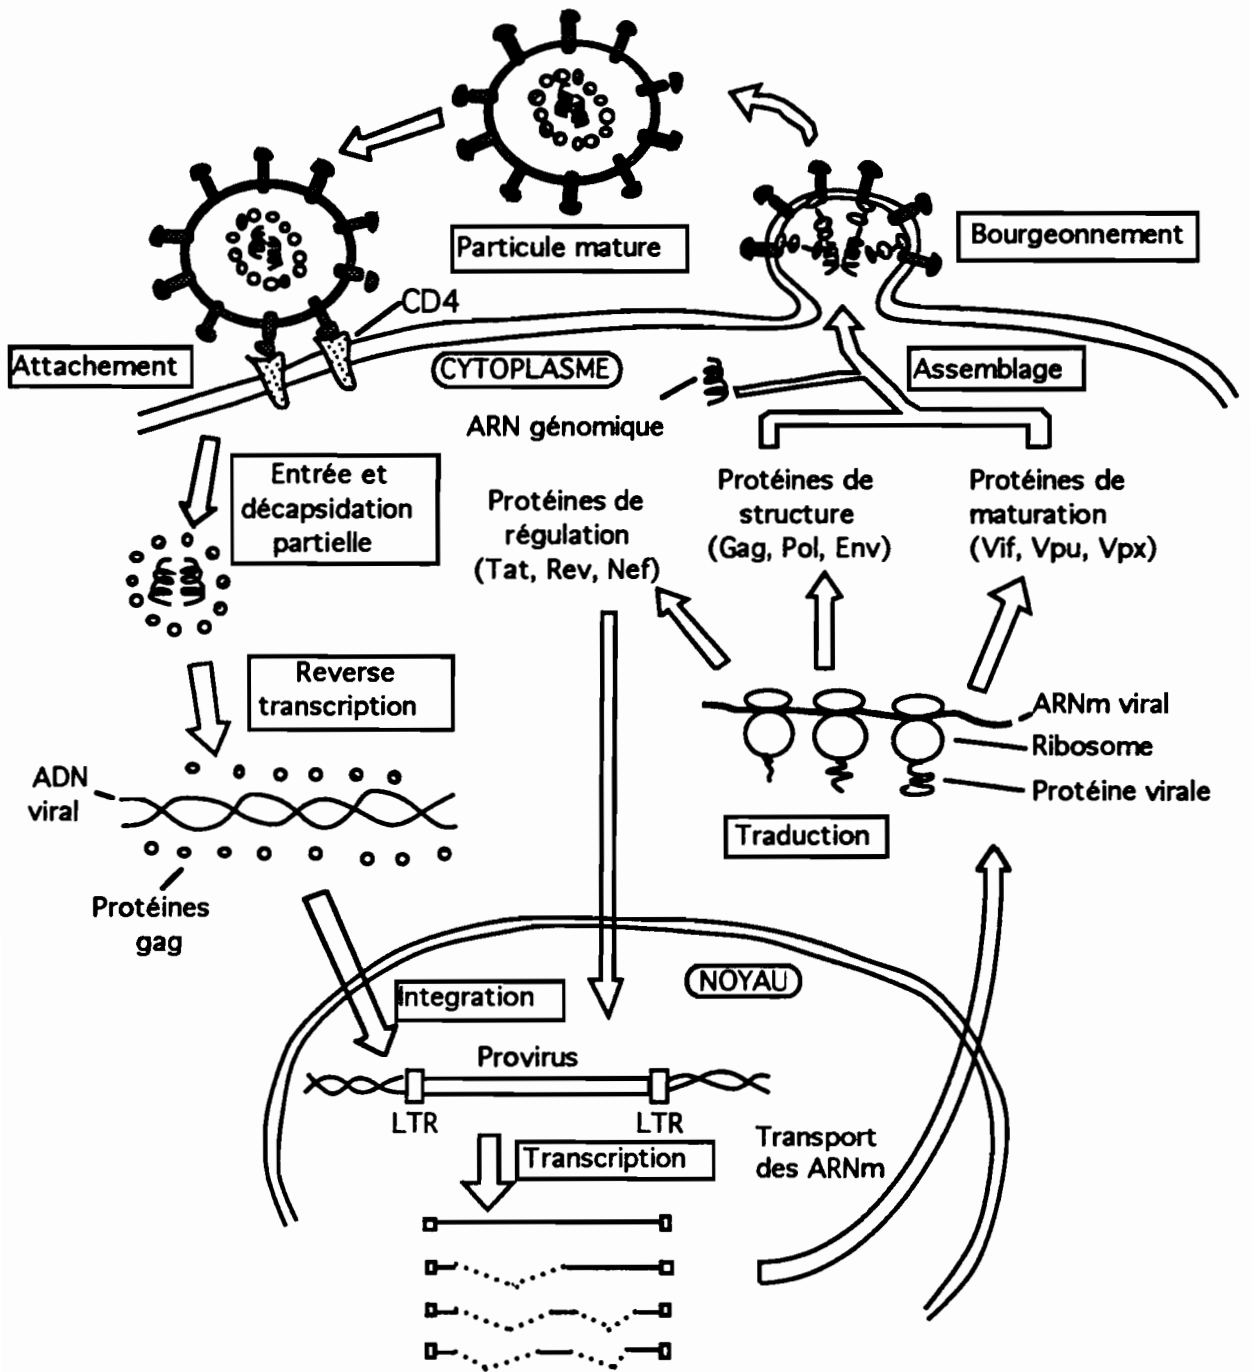 Particule mature
Bourgeonnement
CD4
Attachement
CYTOPLASME
Assemblage
ARN génomique
Entrée et
décapsidation
partielle
Protéines de
régulation
(Tat, Rev, Nef)
Protéines de
structure
(Gag, Pol, Env)
Protéines de
maturation
(Vif, Vpu, Vpx)
Reverse
transcription
ARNm viral
Ribosome
Protéine virale
ADN
viral
Traduction
Protéines
gag
NOYAU
Integration
Provirus
LTR
LTR
Transcription
Transport
des ARNm